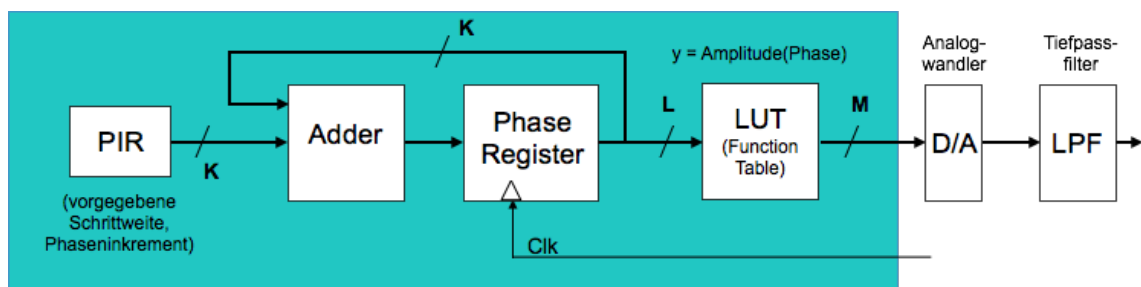 K
y = Amplitude(Phase)
Analog-
wandler
Tiefpass-
filter
PIR
K
Adder
Phase
Register
L
LUT
(Function
Table)
M
D/A
LPF
(vorgegebene
Schrittweite,
Phaseninkrement)
Clk